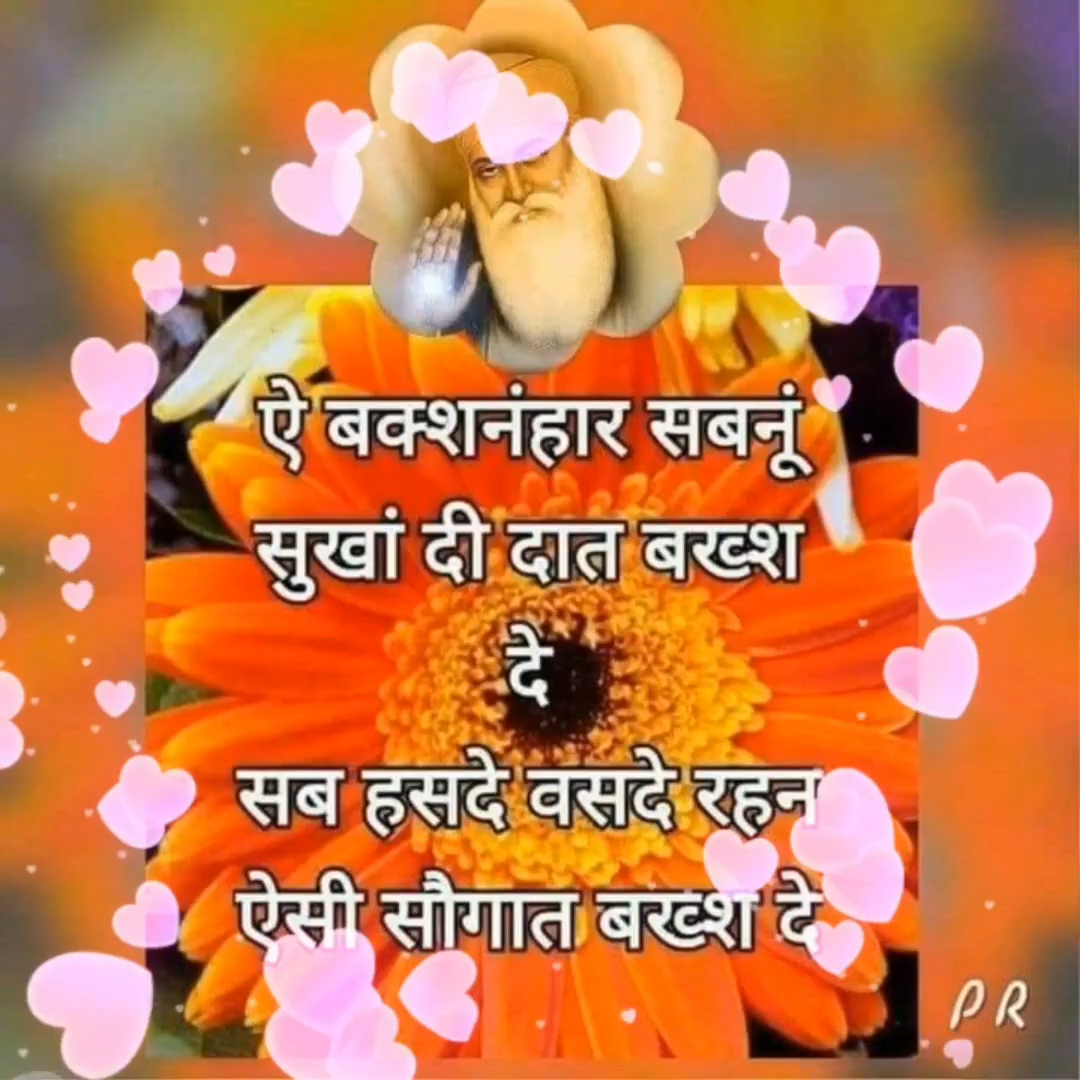 ऐ बक्शनंहार सबनूं
सुखां दी दात बख्श
दे
सब हसदे वसदे रहन
ऐसी सौगात बख्श दे
PR